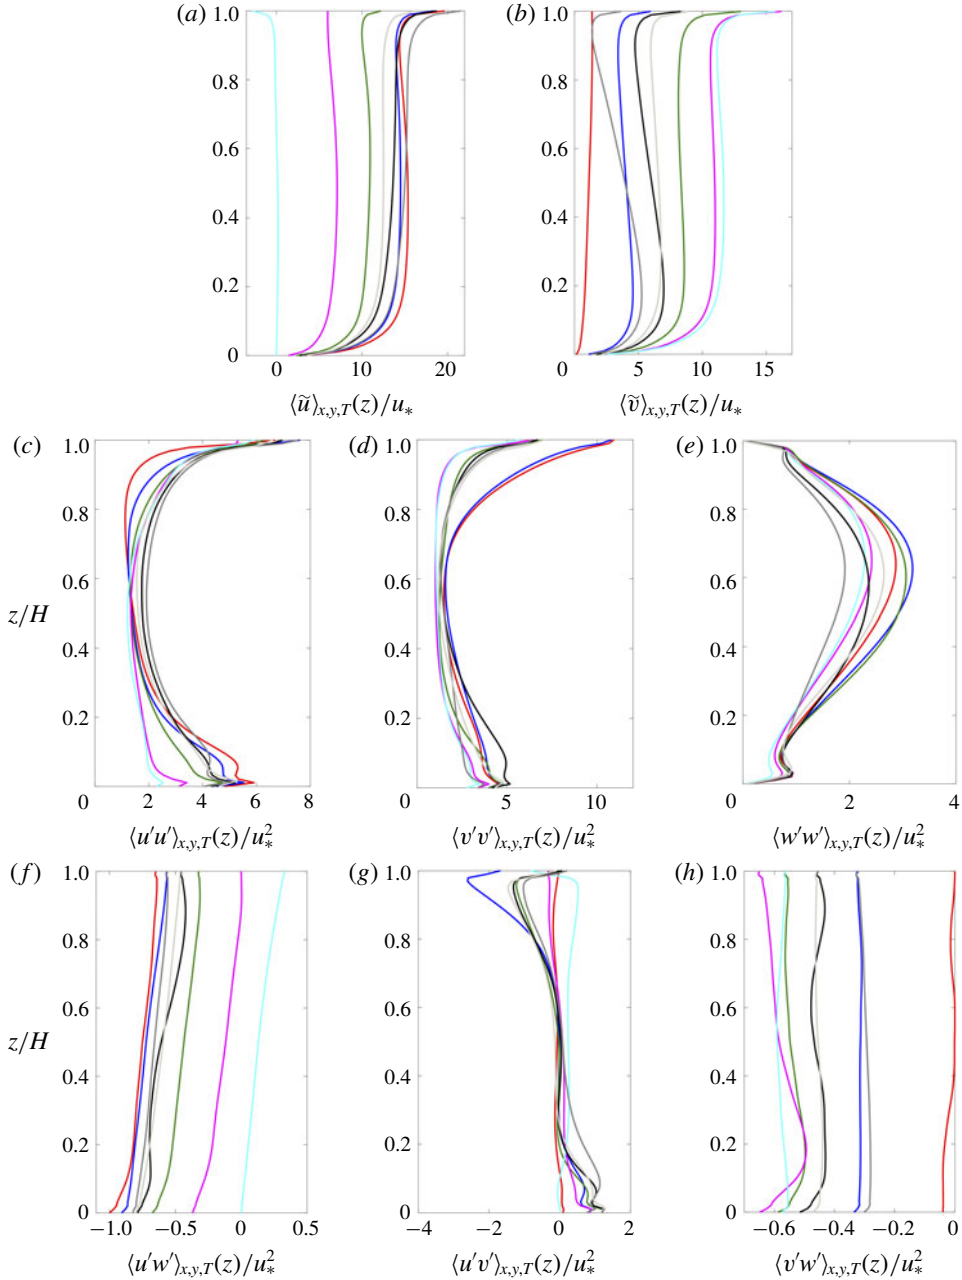 (a) 1.0 0.8 0.6 0.4 0.2 0
0 10 20
⟨ũ⟩x,y,T(z)/u*
(b) 1.0 0.8 0.6 0.4 0.2 0
5 10 15
⟨ṽ⟩x,y,T(z)/u*
z/H
(c) 1.0 0.8 0.6 0.4 0.2
0 2 4 6 8
⟨u′u′⟩x,y,T(z)/u*²
(d) 1.0 0.8 0.6 0.4 0.2
0 5 10
⟨v′v′⟩x,y,T(z)/u*²
(e) 1.0 0.8 0.6 0.4 0.2
0 2 4
⟨w′w′⟩x,y,T(z)/u*²
z/H
(f) 1.0 0.8 0.6 0.4 0.2 0
−1.0 −0.5 0 0.5
⟨u′w′⟩x,y,T(z)/u*²
(g) 1.0 0.8 0.6 0.4 0.2 0
−4 −2 0 2
⟨u′v′⟩x,y,T(z)/u*²
(h) 1.0 0.8 0.6 0.4 0.2 0
−0.6 −0.4 −0.2 0
⟨v′w′⟩x,y,T(z)/u*²